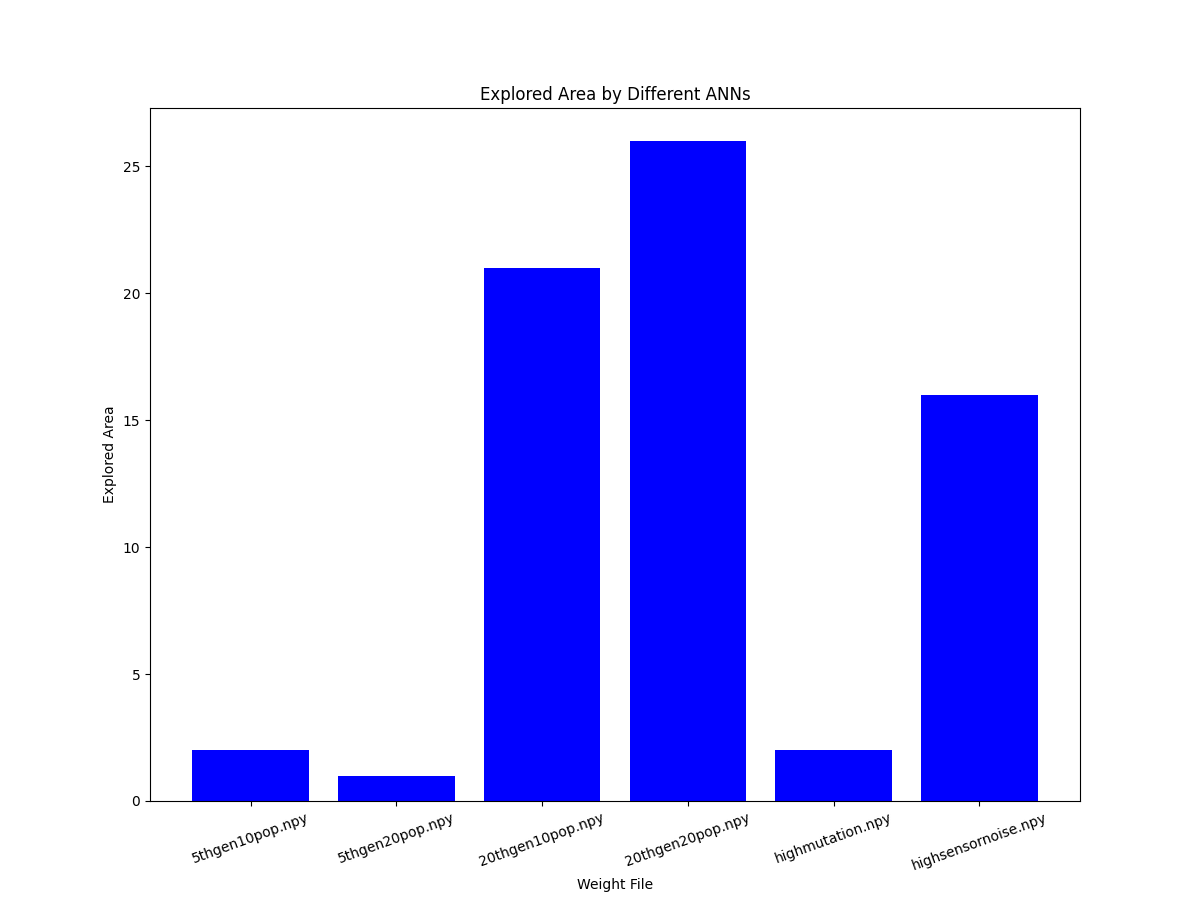 Explored Area by Different ANNs
Explored Area
25
20
15
10
5
0
5thgen10pop.npy
5thgen20pop.npy
20thgen10pop.npy
20thgen20pop.npy
highmutation.npy
highsensornoise.npy
Weight File